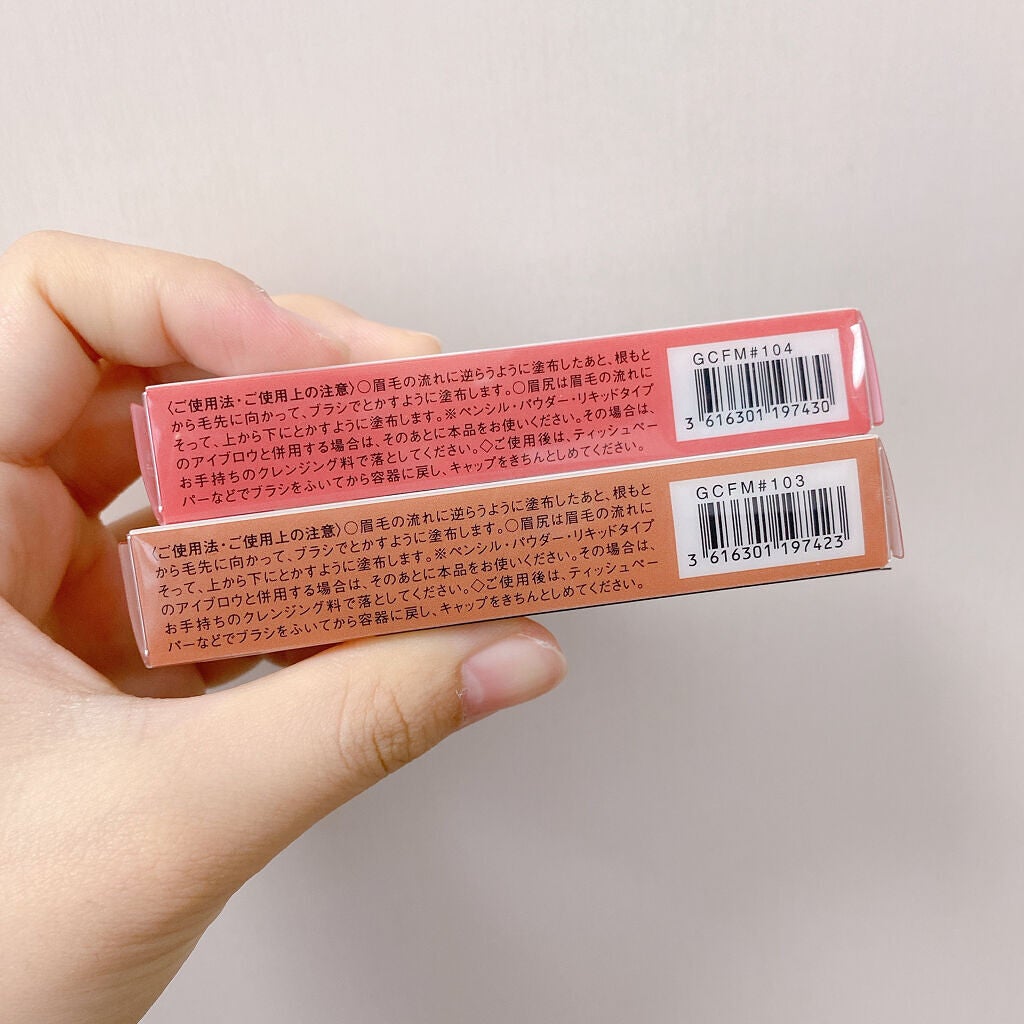 〈ご使用法・ご使用上の注意〉○眉毛の流れに逆らうように塗布したあと、根もと
から毛先に向かって、ブラシでとかすように塗布します。○眉尻は眉毛の流れに
そって、上から下にとかすように塗布します。※ペンシル・パウダー・リキッドタイプ
のアイブロウと併用する場合は、そのあとに本品をお使いください。その場合は、
お手持ちのクレンジング料で落としてください。◇ご使用後は、ティッシュペー
パーなどでブラシをふいてから容器に戻し、キャップをきちんとしめてください。
GCFM#104
3 616301 197430
〈ご使用法・ご使用上の注意〉○眉毛の流れに逆らうように塗布したあと、根もと
から毛先に向かって、ブラシでとかすように塗布します。○眉尻は眉毛の流れに
そって、上から下にとかすように塗布します。※ペンシル・パウダー・リキッドタイプ
のアイブロウと併用する場合は、そのあとに本品をお使いください。その場合は、
お手持ちのクレンジング料で落としてください。◇ご使用後は、ティッシュペー
パーなどでブラシをふいてから容器に戻し、キャップをきちんとしめてください。
GCFM#103
3 616301 197423